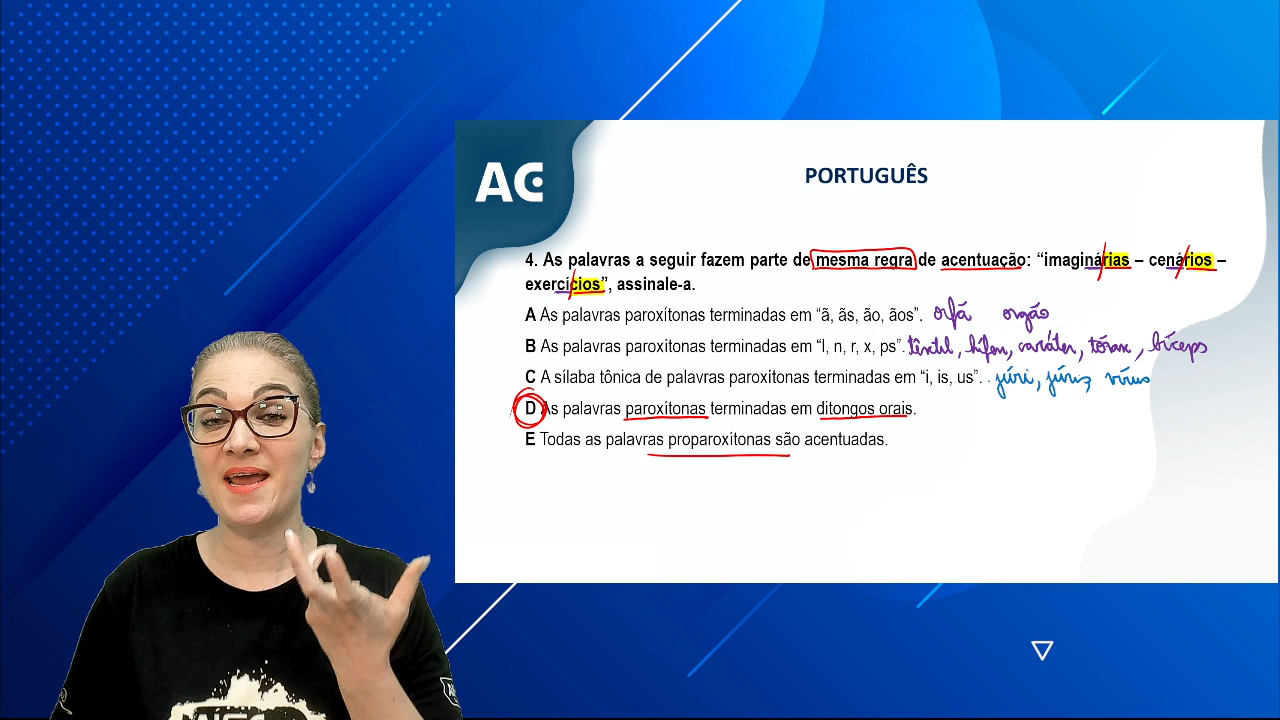 AC
PORTUGUÊS
4. As palavras a seguir fazem parte de mesma regra de acentuação: “imaginárias – cenários –
exercícios”, assinale-a.
A As palavras paroxítonas terminadas em “ã, ãs, ão, ãos”. órfã orgão
B As palavras paroxítonas terminadas em “l, n, r, x, ps”. têxtil, hífen, caráter, tórax, bíceps
C A sílaba tônica de palavras paroxítonas terminadas em “i, is, us”. júri, júris, vírus
D As palavras paroxítonas terminadas em ditongos orais.
E Todas as palavras proparoxítonas são acentuadas.